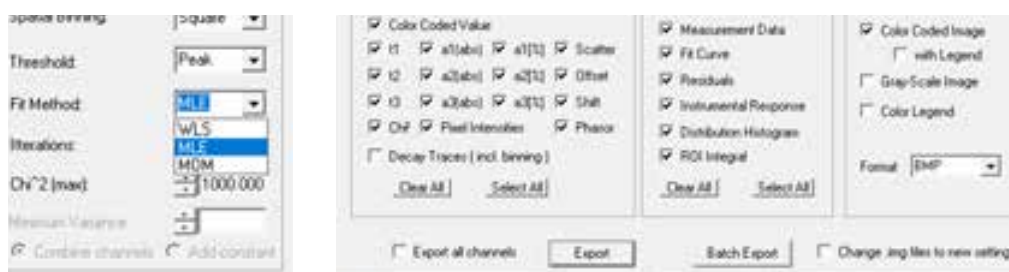 Spatial Binning: Square
Threshold: Peak
Fit Method: MLE
WLS
MLE
MOM
Iterations:
Chi^2 (max): 1000.000
Minimum Variance
Combine channels Add constant
Color Coded Value
t1 a1(abs) a1[%] Scatter
t2 a2(abs) a2[%] Offset
t3 a3(abs) a3[%] Shift
Chi² Pixel Intensities Phasor
Decay Traces ( incl. binning )
Clear All Select All
Measurement Data
Fit Curve
Residuals
Instrumental Response
Distribution Histogram
ROI Integral
Clear All Select All
Color Coded Image
with Legend
Gray-Scale Image
Color Legend
Format BMP
Export all channels Export Batch Export Change .img files to new setting